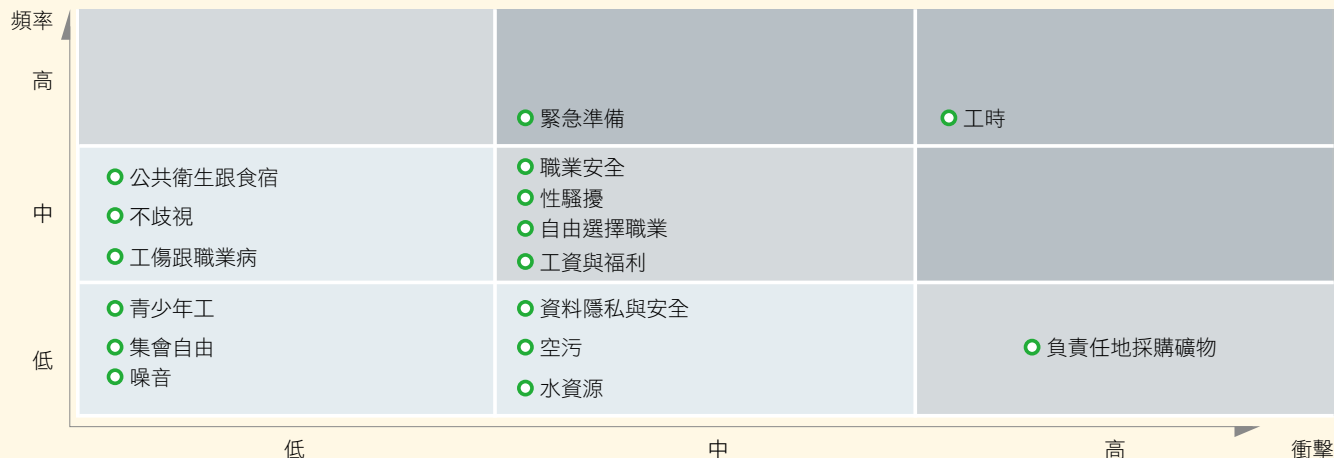 頻率
高
緊急準備
工時
中
公共衛生跟食宿
不歧視
工傷跟職業病
職業安全
性騷擾
自由選擇職業
工資與福利
低
青少年工
集會自由
噪音
資料隱私與安全
空污
水資源
負責任地採購礦物
低
中
高
衝擊